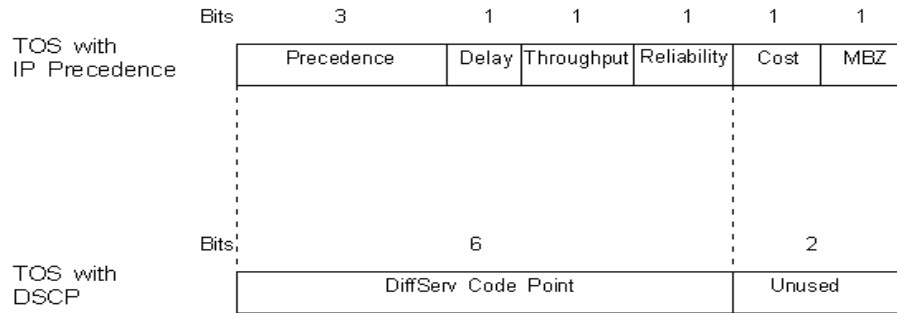 Bits 3 1 1 1 1 1
TOS with
IP Precedence
Precedence Delay Throughput Reliability Cost MBZ
Bits 6 2
TOS with
DSCP
DiffServ Code Point Unused